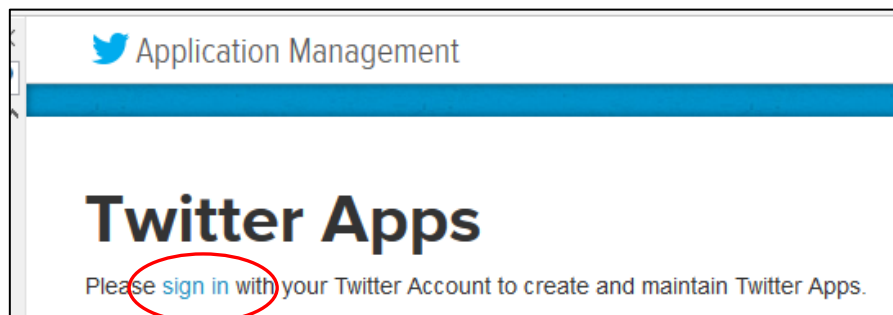 Application Management
Twitter Apps
Please sign in with your Twitter Account to create and maintain Twitter Apps.